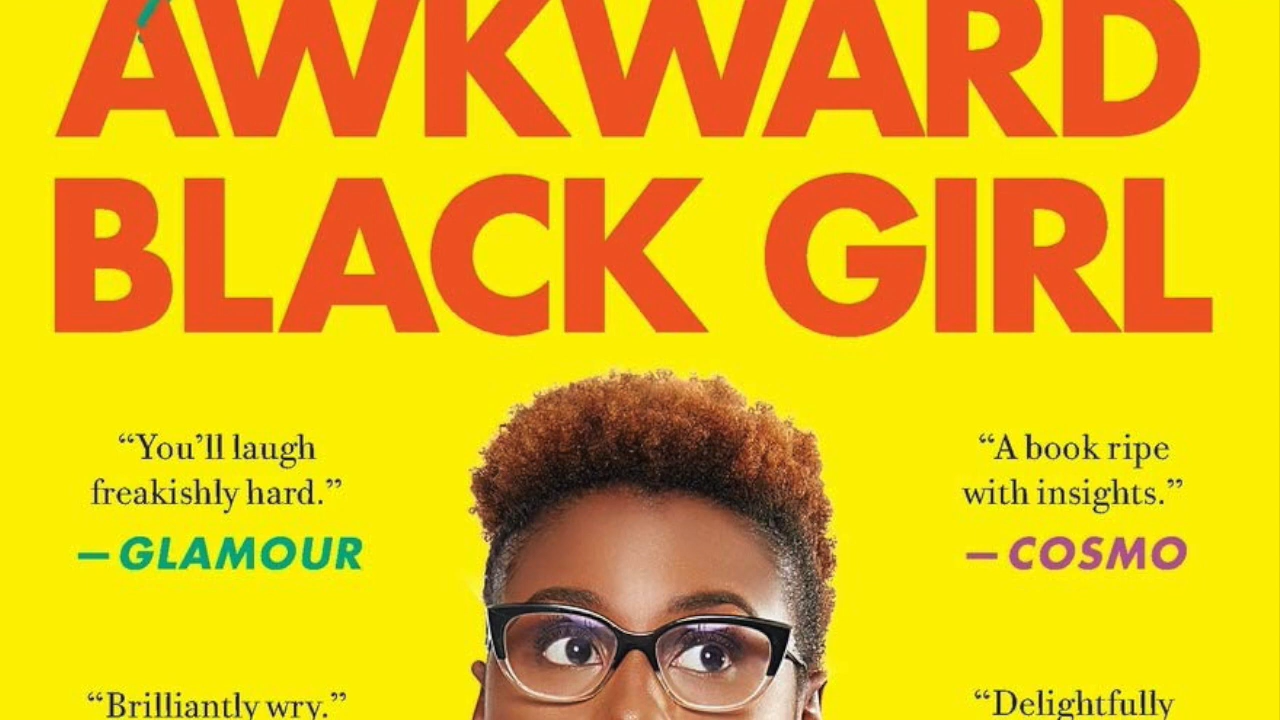 AWKWARD
BLACK GIRL
“You’ll laugh
freakishly hard.”
– GLAMOUR
“A book ripe
with insights.”
– COSMO
“Brilliantly wry.”
“Delightfully